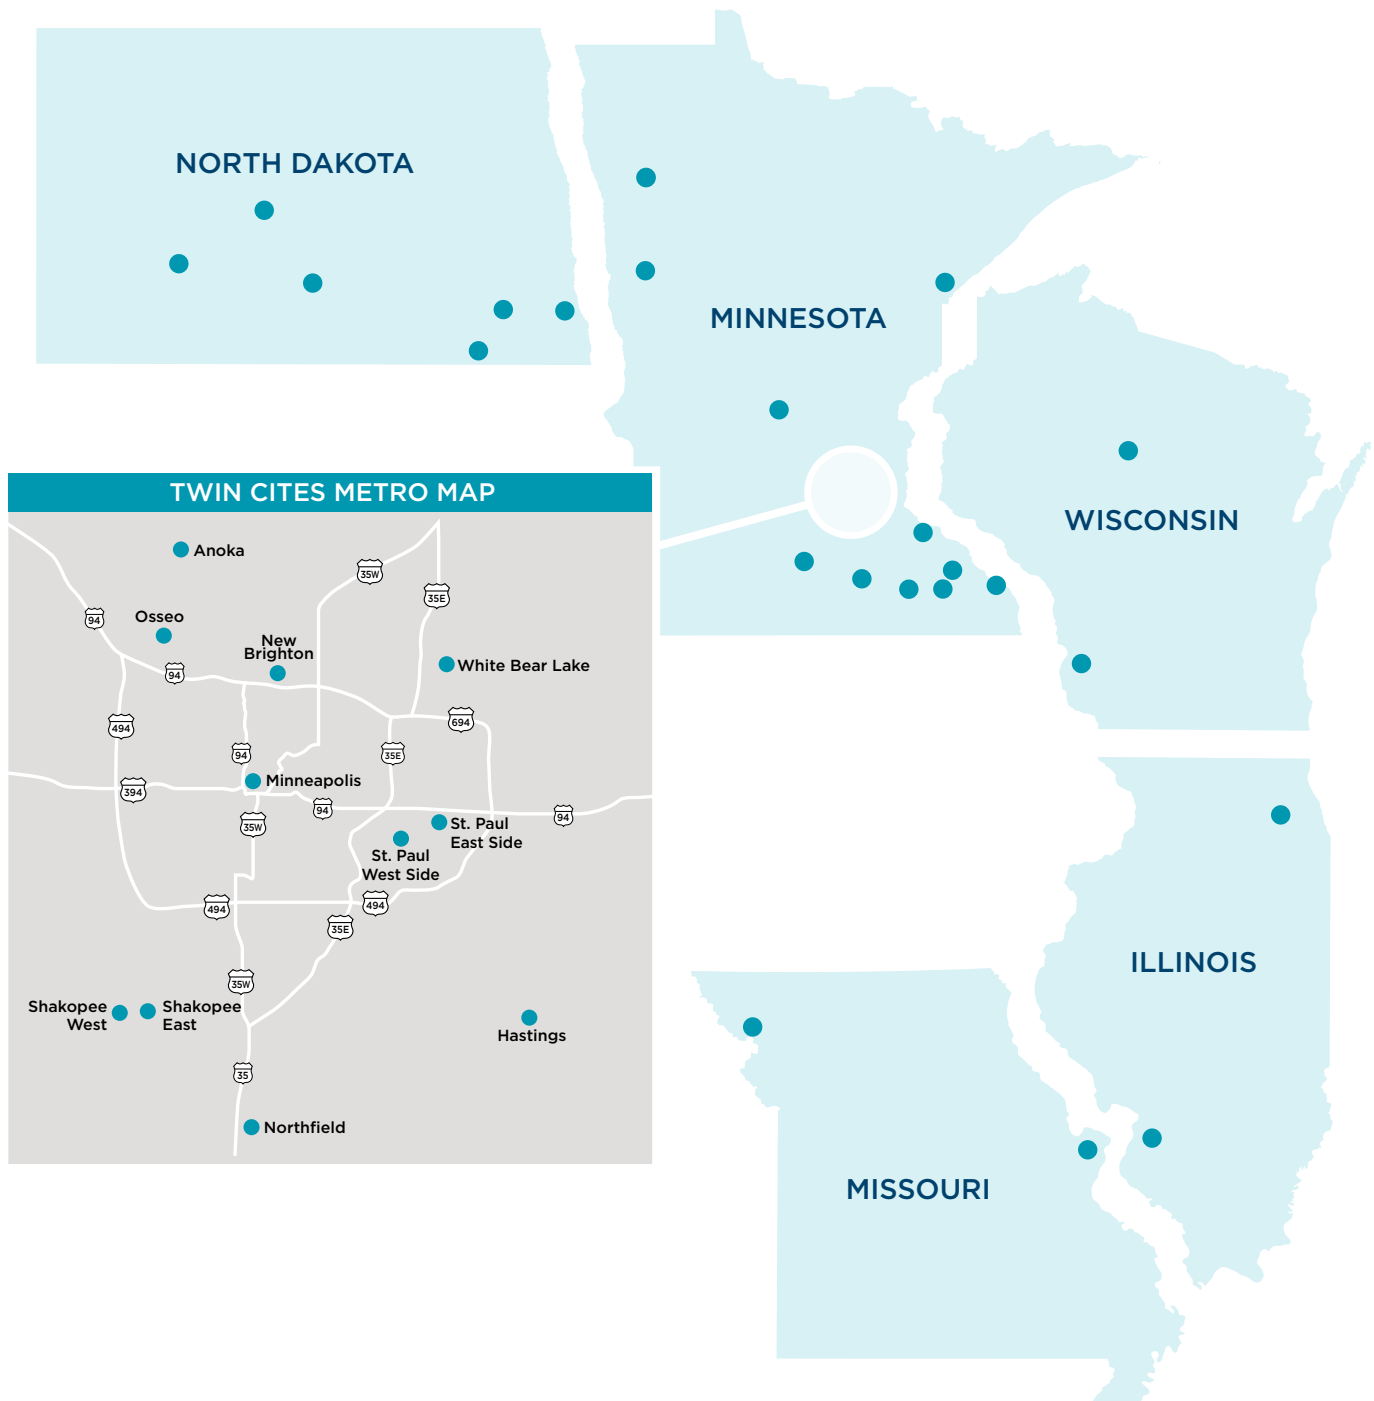 NORTH DAKOTA
MINNESOTA
WISCONSIN
ILLINOIS
MISSOURI
TWIN CITES METRO MAP
Anoka
35W
35E
94
Osseo
New
Brighton
94
White Bear Lake
494
694
94
35E
Minneapolis
394
94
94
35W
St. Paul
East Side
St. Paul
West Side
494
494
35E
35W
Shakopee
West
Shakopee
East
Hastings
35
Northfield